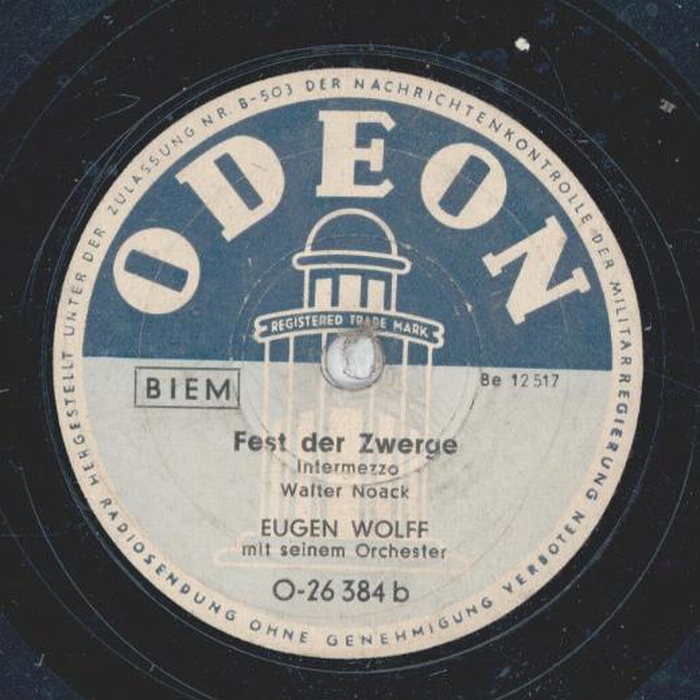 HERGESTELLT UNTER DER ZULASSUNG NR. B-503 DER NACHRICHTENKONTROLLE DER MILITARREGIERUNG
ODEON
REGISTERED TRADE MARK
BIEM
Be 12517
Fest der Zwerge
Intermezzo
Walter Noack
EUGEN WOLFF
mit seinem Orchester
O-26 384 b
RADIOSENDUNG OHNE GENEHMIGUNG VERBOTEN